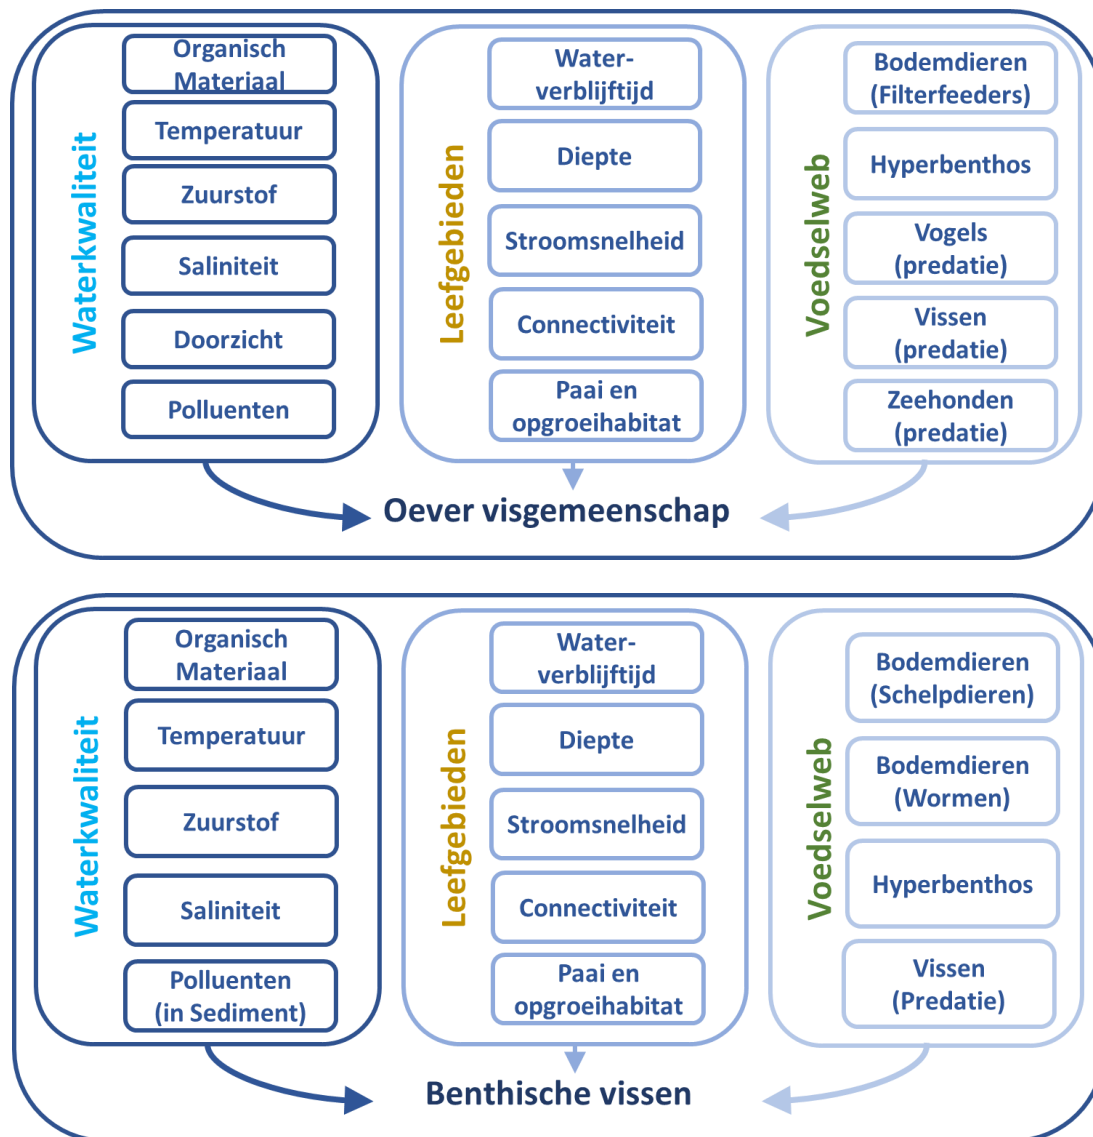 Waterkwaliteit
Organisch
Materiaal
Temperatuur
Zuurstof
Saliniteit
Doorzicht
Polluenten
Leefgebieden
Water-
verblijftijd
Diepte
Stroomsnelheid
Connectiviteit
Paai en
opgroeihabitat
Voedselweb
Bodemdieren
(Filterfeeders)
Hyperbenthos
Vogels
(predatie)
Vissen
(predatie)
Zeehonden
(predatie)
Oever visgemeenschap
Waterkwaliteit
Organisch
Materiaal
Temperatuur
Zuurstof
Saliniteit
Polluenten
(in Sediment)
Leefgebieden
Water-
verblijftijd
Diepte
Stroomsnelheid
Connectiviteit
Paai en
opgroeihabitat
Voedselweb
Bodemdieren
(Schelpdieren)
Bodemdieren
(Wormen)
Hyperbenthos
Vissen
(Predatie)
Benthische vissen